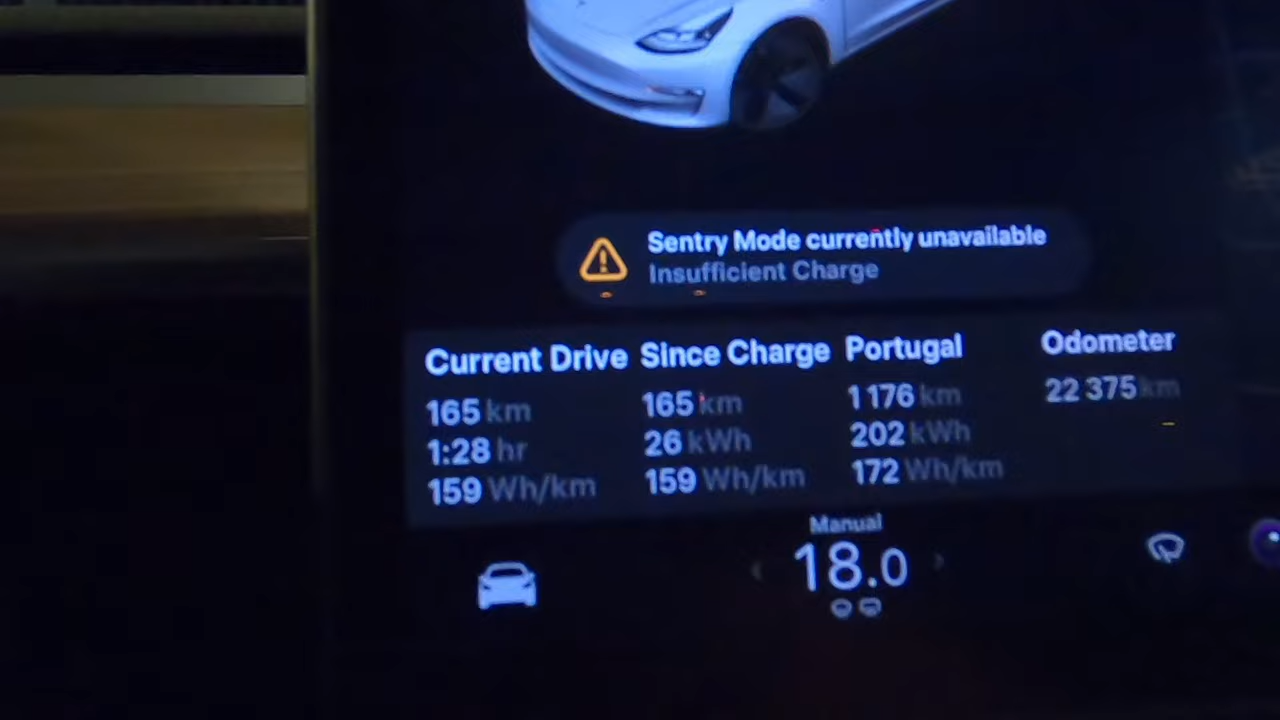 Sentry Mode currently unavailable
Insufficient Charge
Current Drive Since Charge Portugal Odometer
165 km 165 km 1 176 km 22 375 km
1:28 hr 26 kWh 202 kWh
159 Wh/km 159 Wh/km 172 Wh/km
Manual
18.0